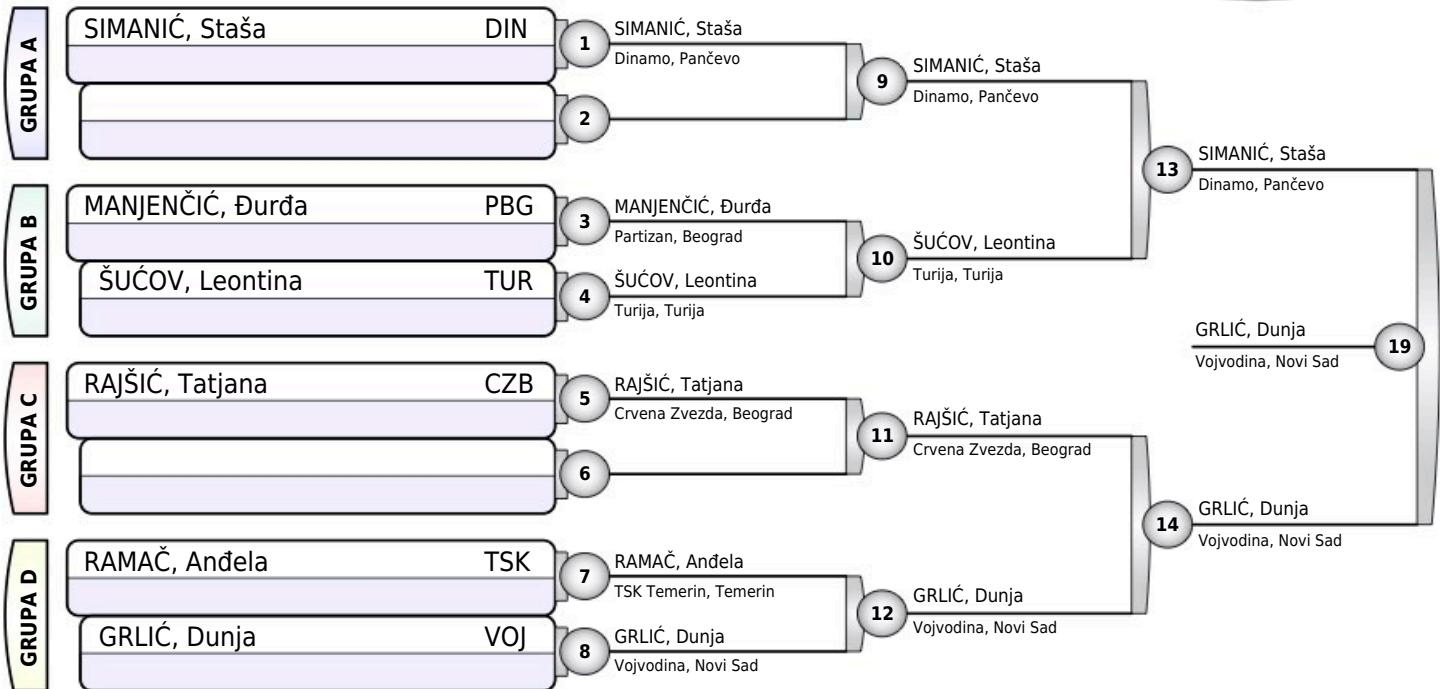 GRUPA A
SIMANIĆ, Staša DIN
1
SIMANIĆ, Staša
Dinamo, Pančevo
2
9
SIMANIĆ, Staša
Dinamo, Pančevo
13
SIMANIĆ, Staša
Dinamo, Pančevo
GRUPA B
MANJENČIĆ, Đurđa PBG
3
MANJENČIĆ, Đurđa
Partizan, Beograd
10
ŠUĆOV, Leontina
Turija, Turija
ŠUĆOV, Leontina TUR
4
ŠUĆOV, Leontina
Turija, Turija
GRLIĆ, Dunja
Vojvodina, Novi Sad
19
GRUPA C
RAJŠIĆ, Tatjana CZB
5
RAJŠIĆ, Tatjana
Crvena Zvezda, Beograd
11
RAJŠIĆ, Tatjana
Crvena Zvezda, Beograd
6
14
GRLIĆ, Dunja
Vojvodina, Novi Sad
GRUPA D
RAMAČ, Anđela TSK
7
RAMAČ, Anđela
TSK Temerin, Temerin
12
GRLIĆ, Dunja
Vojvodina, Novi Sad
GRLIĆ, Dunja VOJ
8
GRLIĆ, Dunja
Vojvodina, Novi Sad